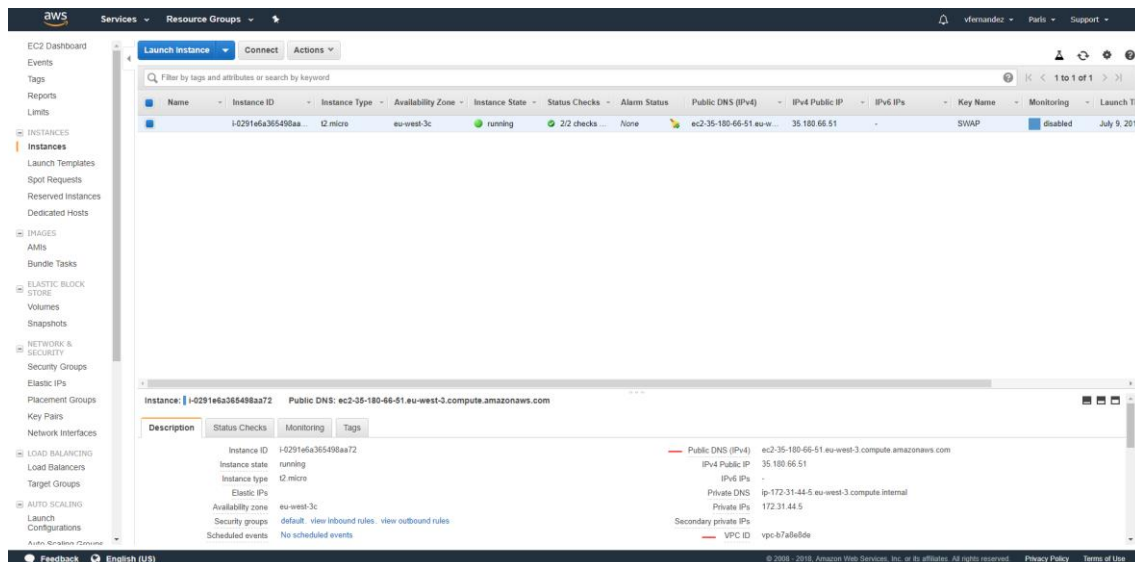 aws Services Resource Groups vfernandez Paris Support
EC2 Dashboard
Events
Tags
Reports
Limits
INSTANCES
Instances
Launch Templates
Spot Requests
Reserved Instances
Dedicated Hosts
IMAGES
AMIs
Bundle Tasks
ELASTIC BLOCK
STORE
Volumes
Snapshots
NETWORK &
SECURITY
Security Groups
Elastic IPs
Placement Groups
Key Pairs
Network Interfaces
LOAD BALANCING
Load Balancers
Target Groups
AUTO SCALING
Launch
Configurations
Auto Scaling Groups
Launch Instance Connect Actions
Filter by tags and attributes or search by keyword 1 to 1 of 1
Name Instance ID Instance Type Availability Zone Instance State Status Checks Alarm Status Public DNS (IPv4) IPv4 Public IP IPv6 IPs Key Name Monitoring Launch Ti
i-0291e6a365498aa... t2.micro eu-west-3c running 2/2 checks ... None ec2-35-180-66-51.eu-w... 35.180.66.51 - SWAP disabled July 9, 201
Instance: i-0291e6a365498aa72 Public DNS: ec2-35-180-66-51.eu-west-3.compute.amazonaws.com
Description Status Checks Monitoring Tags
Instance ID i-0291e6a365498aa72
Instance state running
Instance type t2.micro
Elastic IPs
Availability zone eu-west-3c
Security groups default. view inbound rules. view outbound rules
Scheduled events No scheduled events
Public DNS (IPv4) ec2-35-180-66-51.eu-west-3.compute.amazonaws.com
IPv4 Public IP 35.180.66.51
IPv6 IPs -
Private DNS ip-172-31-44-5.eu-west-3.compute.internal
Private IPs 172.31.44.5
Secondary private IPs
VPC ID vpc-b7a8e8de
Feedback English (US) © 2008 - 2018, Amazon Web Services, Inc. or its affiliates. All rights reserved. Privacy Policy Terms of Use